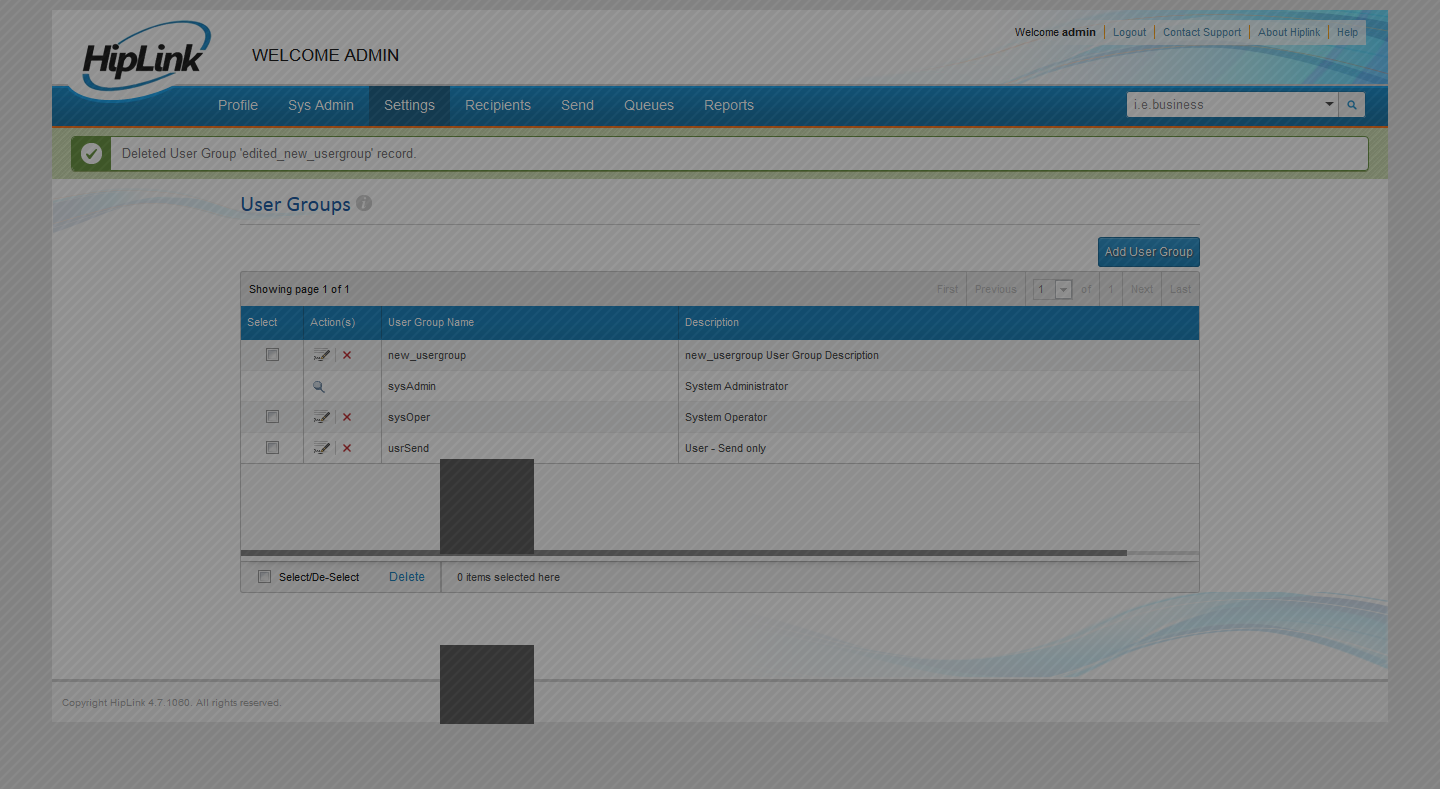 HipLink
WELCOME ADMIN
Welcome admin Logout Contact Support About Hiplink Help
Profile Sys Admin Settings Recipients Send Queues Reports i.e.business
Deleted User Group 'edited_new_usergroup' record.
User Groups i
Add User Group
Showing page 1 of 1 First Previous 1 of 1 Next Last
Select Action(s) User Group Name Description
new_usergroup new_usergroup User Group Description
sysAdmin System Administrator
sysOper System Operator
usrSend User - Send only
Select/De-Select Delete 0 items selected here
Copyright HipLink 4.7.1080. All rights reserved.